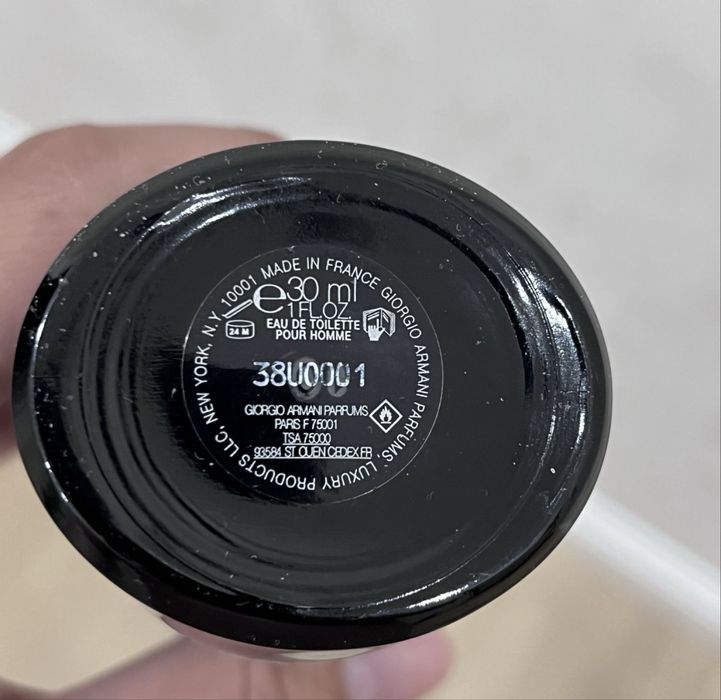 MADE IN FRANCE GIORGIO ARMANI PARFUMS, LUXURY PRODUCTS LLC, NEW YORK, N.Y. 10001
e 30 ml
1 FL.OZ.
24 M
EAU DE TOILETTE
POUR HOMME
38U0001
GIORGIO ARMANI PARFUMS
PARIS F 75001
TSA 75000
93584 ST OUEN CEDEX FR